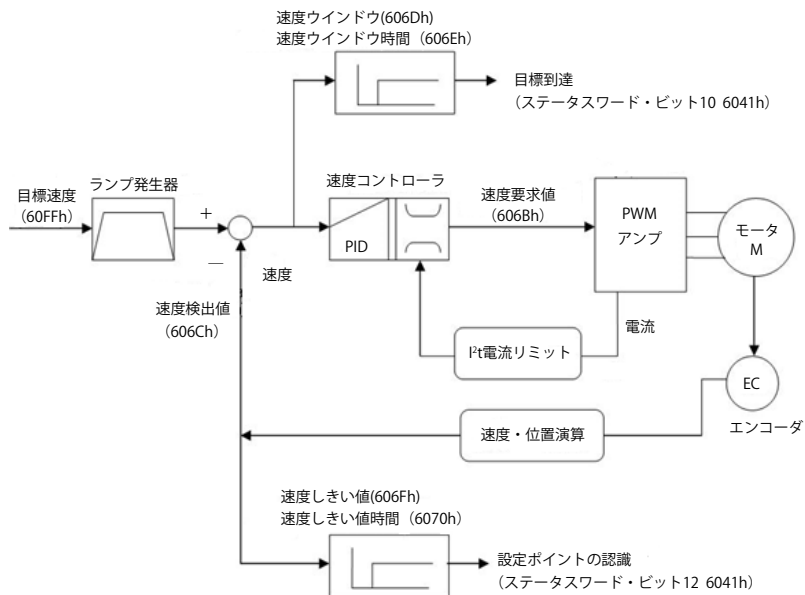 速度ウインドウ(606Dh)
速度ウインドウ時間（606Eh）
目標到達
（ステータスワード・ビット10 6041h）
目標速度
（60FFh）
ランプ発生器
+
—
速度
速度コントローラ
PID
速度要求値
（606Bh）
PWM
アンプ
モータ
M
速度検出値
（606Ch）
I²t電流リミット
電流
EC
エンコーダ
速度・位置演算
速度しきい値(606Fh)
速度しきい値時間（6070h）
設定ポイントの認識
（ステータスワード・ビット12 6041h）